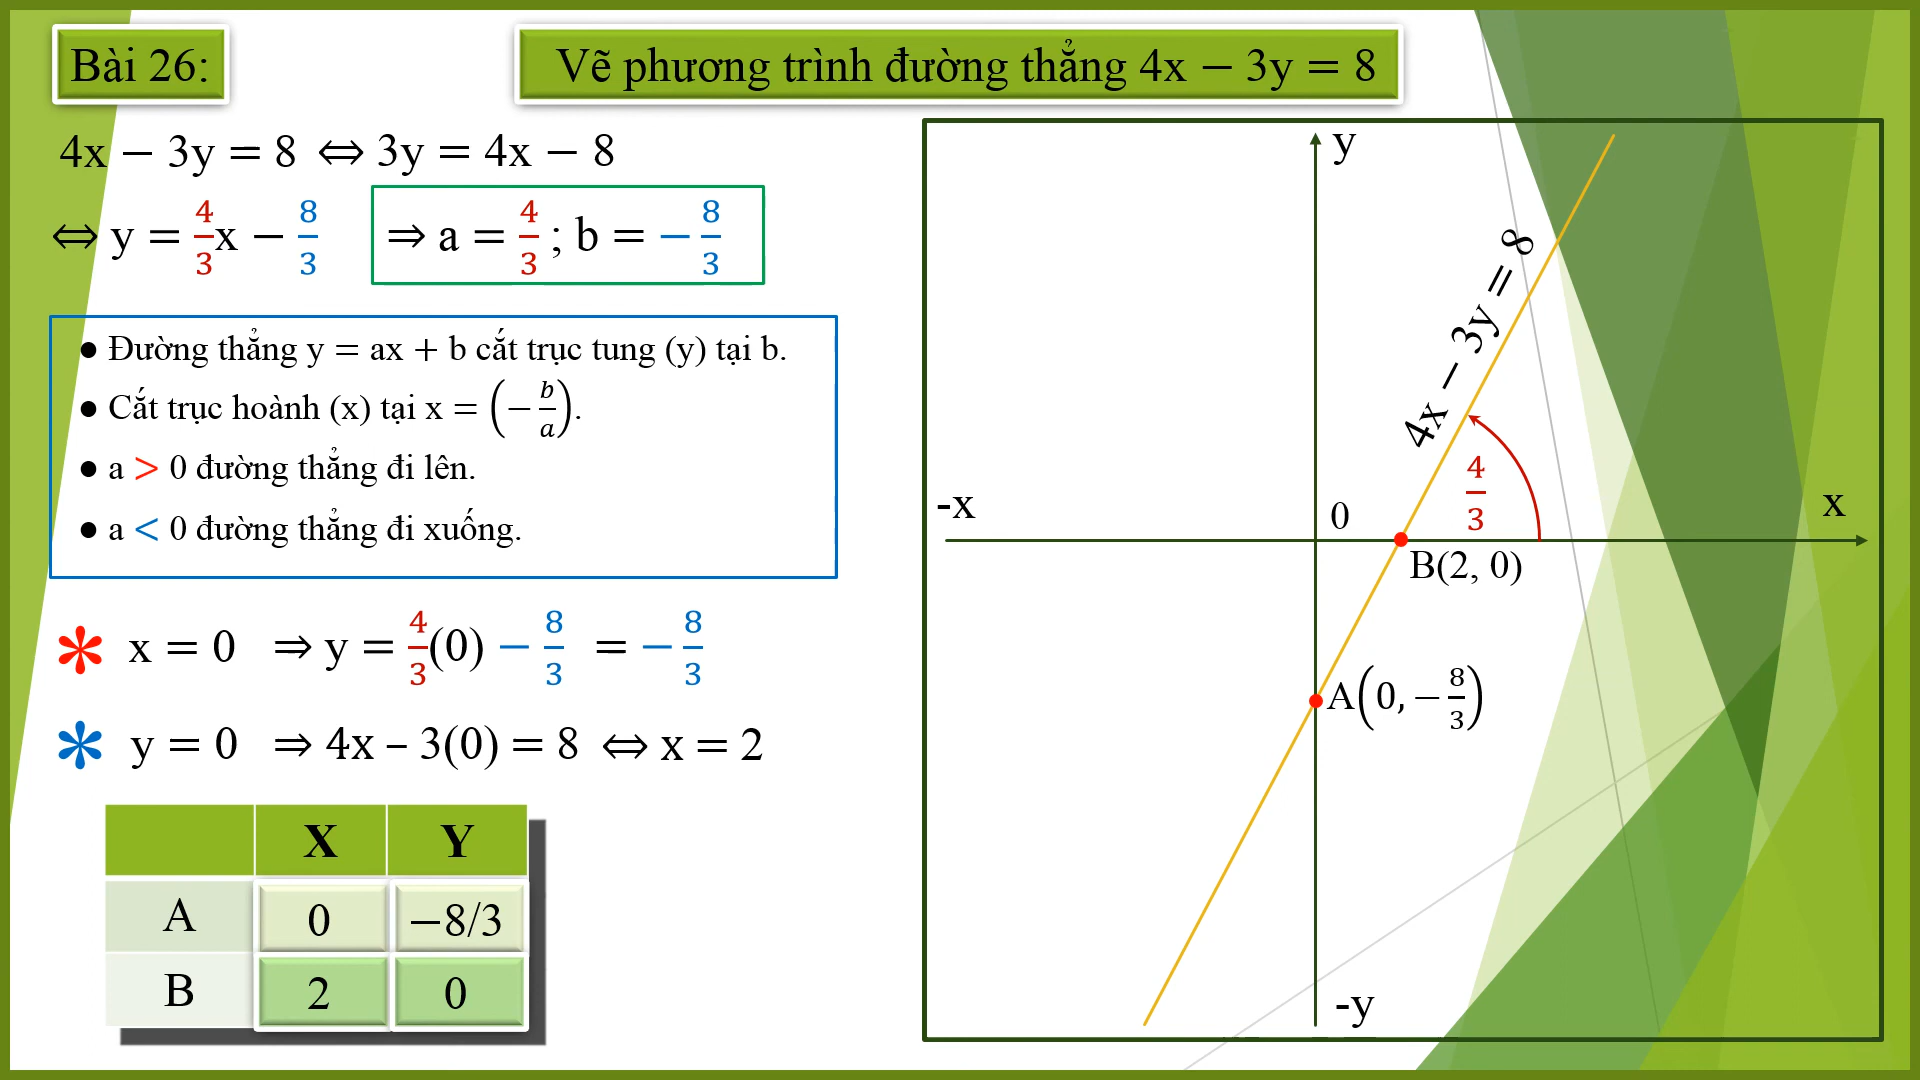 Bài 26:
Vẽ phương trình đường thẳng 4x − 3y = 8
4x − 3y = 8 ⇔ 3y = 4x − 8
⇔ y = 4/3x − 8/3
⇒ a = 4/3 ; b = − 8/3
● Đường thẳng y = ax + b cắt trục tung (y) tại b.
● Cắt trục hoành (x) tại x = (−b/a).
● a > 0 đường thẳng đi lên.
● a < 0 đường thẳng đi xuống.
* x = 0 ⇒ y = 4/3(0) − 8/3 = − 8/3
* y = 0 ⇒ 4x – 3(0) = 8 ⇔ x = 2
X Y
A 0 −8/3
B 2 0
y
4x − 3y = 8
4/3
-x
0
x
B(2, 0)
A(0, − 8/3)
-y